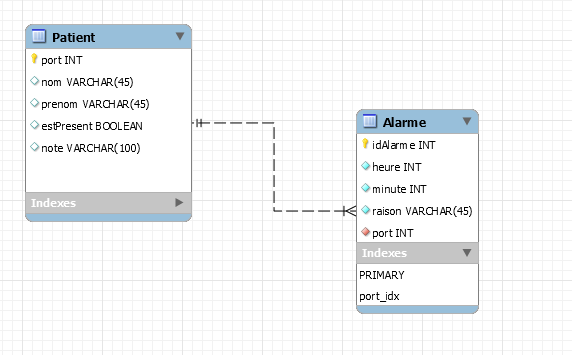 Patient
port INT
nom VARCHAR(45)
prenom VARCHAR(45)
estPresent BOOLEAN
note VARCHAR(100)
Indexes
Alarme
idAlarme INT
heure INT
minute INT
raison VARCHAR(45)
port INT
Indexes
PRIMARY
port_idx